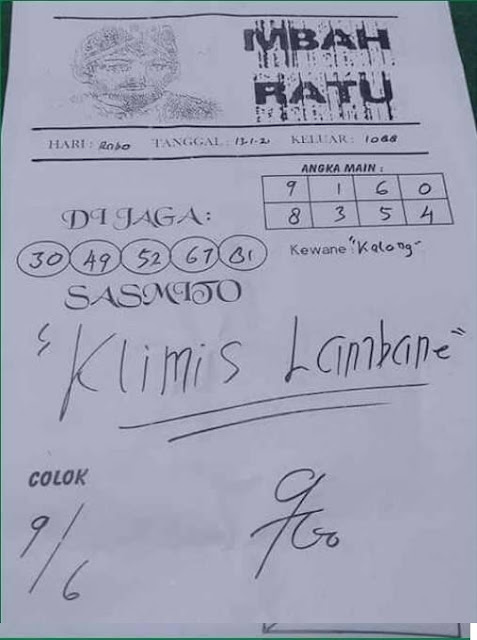 MBAH
RATU
HARI : Rabo TANGGAL : 13-1-21 KELUAR : 1088
ANGKA MAIN :
9 1 6 0
8 3 5 4
DI JAGA :
30 49 52 67 81
Kewane "Kalong"
SASMITO
"Klimis Lambane"
COLOK
9/6